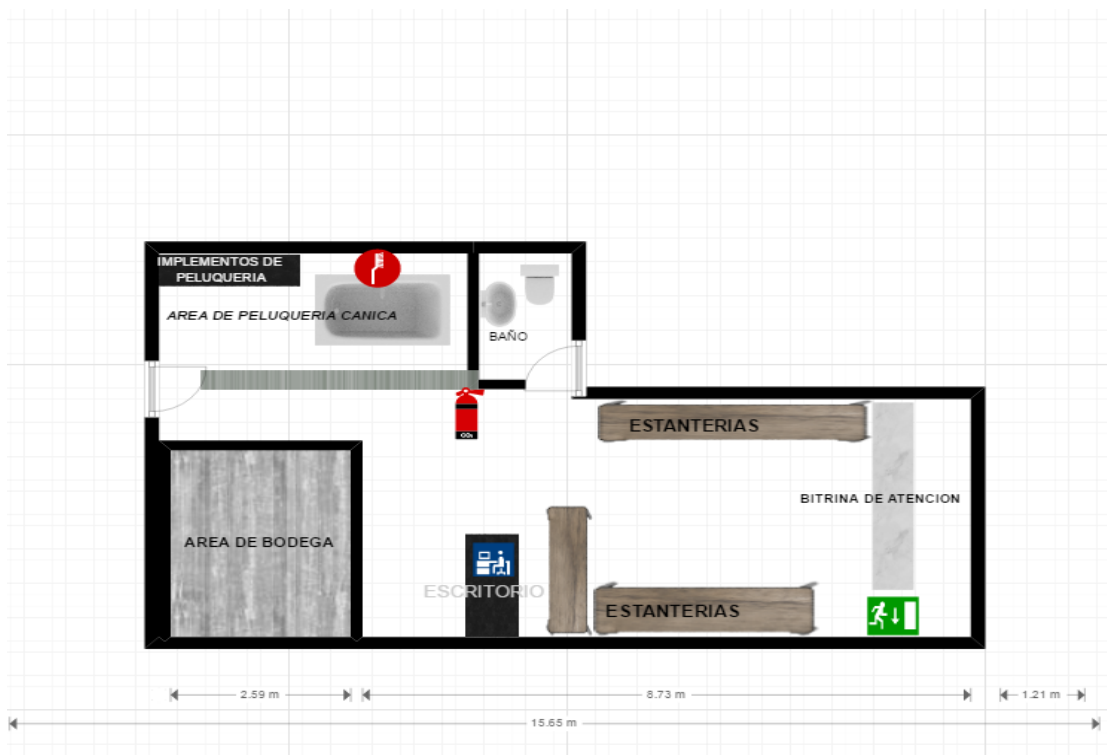 IMPLEMENTOS DE
PELUQUERIA
AREA DE PELUQUERIA CANICA
BAÑO
CO₂
ESTANTERIAS
BITRINA DE ATENCION
AREA DE BODEGA
ESCRITORIO
ESTANTERIAS
2.59 m
8.73 m
1.21 m
15.65 m